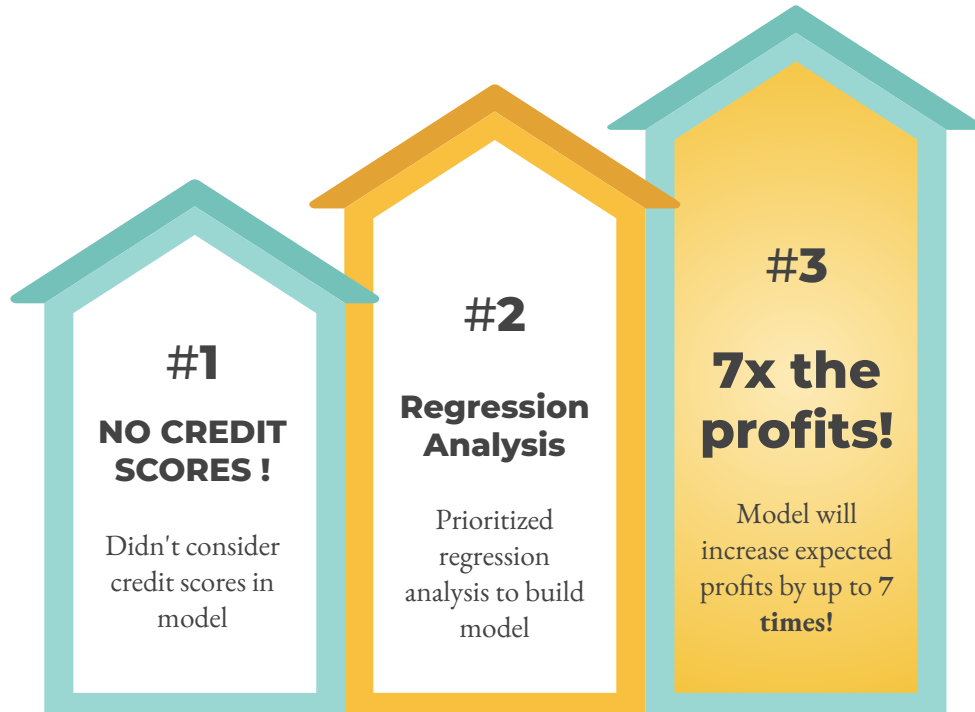 #1
NO CREDIT
SCORES !
Didn't consider
credit scores in
model
#2
Regression
Analysis
Prioritized
regression
analysis to build
model
#3
7x the
profits!
Model will
increase expected
profits by up to 7
times!